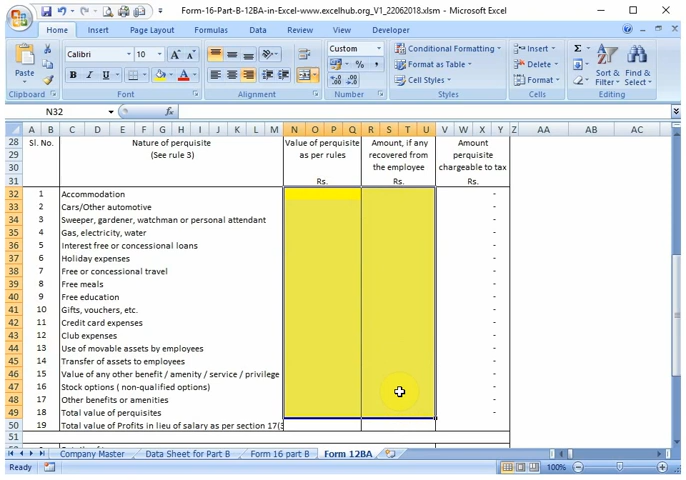 Form-16-Part-B-12BA-in-Excel-www.excelhub.org_V1_22062018.xlsm - Microsoft Excel
Home Insert Page Layout Formulas Data Review View Developer
Calibri 10 Custom Conditional Formatting Insert Σ
Paste B I U $ % , Format as Table Delete Sort & Filter Find & Select
Cell Styles Format
Clipboard Font Alignment Number Styles Cells Editing
N32 fx
A B C D E F G H I J K L M N O P Q R S T U V W X Y Z AA AB AC
28 Sl. No. Nature of perquisite Value of perquisite Amount, if any Amount
29 (See rule 3) as per rules recovered from perquisite
30 the employee chargeable to tax
31 Rs. Rs. Rs.
32 1 Accommodation -
33 2 Cars/Other automotive -
34 3 Sweeper, gardener, watchman or personal attendant -
35 4 Gas, electricity, water -
36 5 Interest free or concessional loans -
37 6 Holiday expenses -
38 7 Free or concessional travel -
39 8 Free meals -
40 9 Free education -
41 10 Gifts, vouchers, etc. -
42 11 Credit card expenses -
43 12 Club expenses -
44 13 Use of movable assets by employees -
45 14 Transfer of assets to employees -
46 15 Value of any other benefit / amenity / service / privilege -
47 16 Stock options ( non-qualified options) -
48 17 Other benefits or amenities -
49 18 Total value of perquisites -
50 19 Total value of Profits in lieu of salary as per section 17(3
51
Company Master Data Sheet for Part B Form 16 part B Form 12BA
Ready 100%